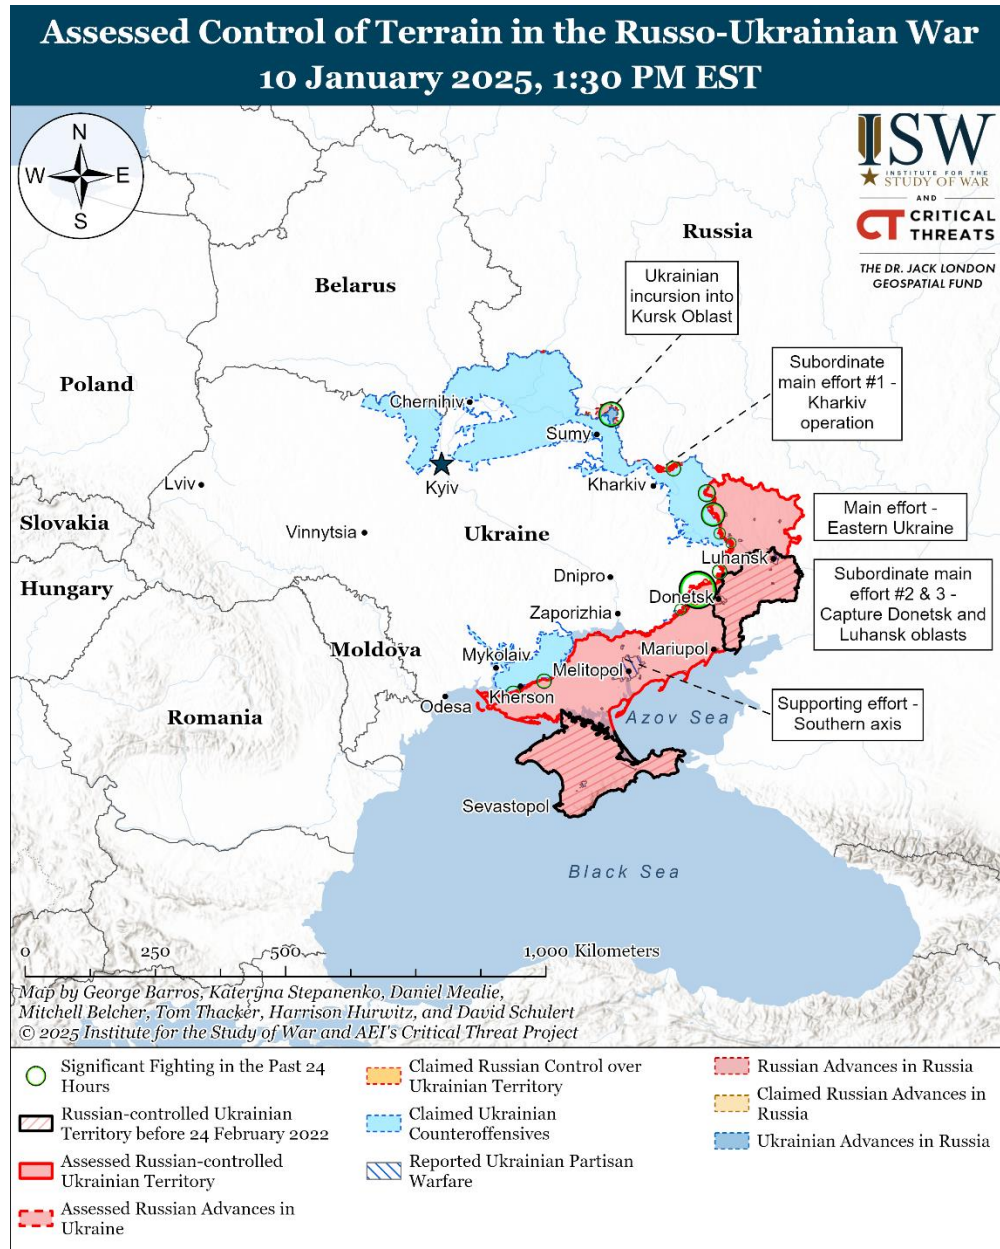 Assessed Control of Terrain in the Russo-Ukrainian War
10 January 2025, 1:30 PM EST
N
W
E
S
ISW
INSTITUTE FOR THE
STUDY OF WAR
AND
CT CRITICAL
THREATS
THE DR. JACK LONDON
GEOSPATIAL FUND
Russia
Belarus
Ukrainian
incursion into
Kursk Oblast
Poland
Subordinate
main effort #1 -
Kharkiv
operation
Chernihiv
Sumy
Kyiv
Kharkiv
Lviv
Slovakia
Main effort -
Eastern Ukraine
Vinnytsia
Ukraine
Luhansk
Hungary
Dnipro
Subordinate main
effort #2 & 3 -
Capture Donetsk and
Luhansk oblasts
Donetsk
Zaporizhia
Moldova
Mykolaiv
Mariupol
Melitopol
Kherson
Odesa
Romania
Azov Sea
Supporting effort -
Southern axis
Sevastopol
Black Sea
0 250 500 1,000 Kilometers
Map by George Barros, Kateryna Stepanenko, Daniel Mealie,
Mitchell Belcher, Tom Thacker, Harrison Hurwitz, and David Schulert
© 2025 Institute for the Study of War and AEI's Critical Threat Project
Significant Fighting in the Past 24
Hours
Russian-controlled Ukrainian
Territory before 24 February 2022
Assessed Russian-controlled
Ukrainian Territory
Assessed Russian Advances in
Ukraine
Claimed Russian Control over
Ukrainian Territory
Claimed Ukrainian
Counteroffensives
Reported Ukrainian Partisan
Warfare
Russian Advances in Russia
Claimed Russian Advances in
Russia
Ukrainian Advances in Russia